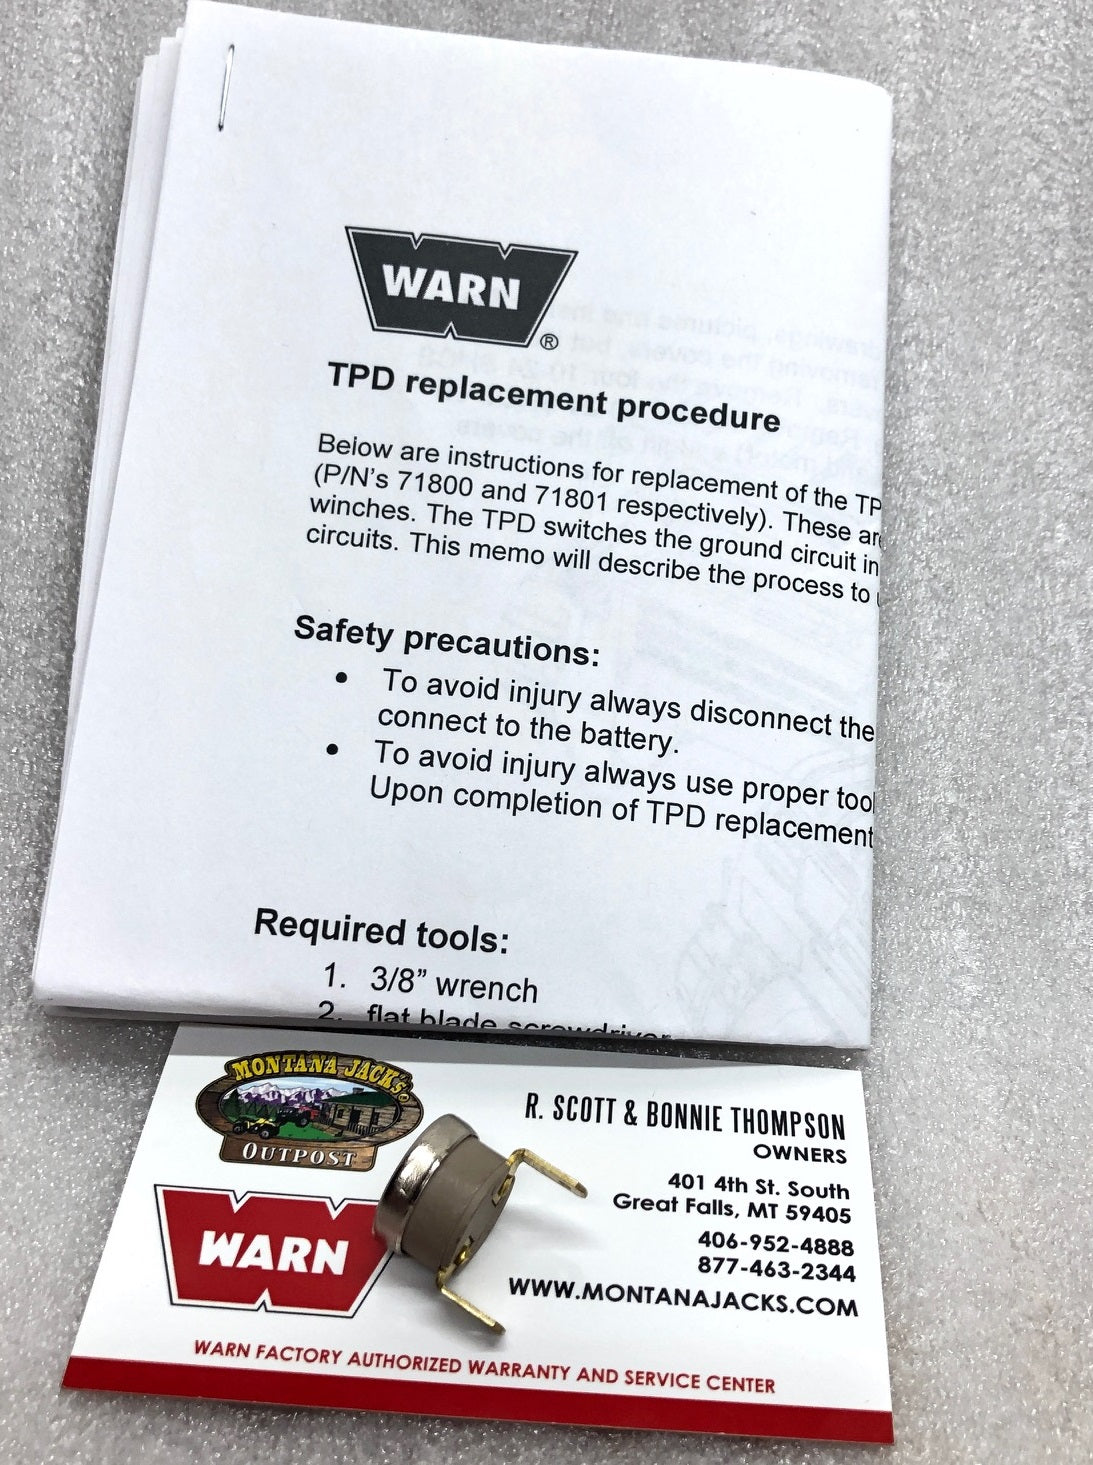 WARN
®
TPD replacement procedure
Below are instructions for replacement of the TP
(P/N's 71800 and 71801 respectively). These are
winches. The TPD switches the ground circuit in
circuits. This memo will describe the process to
Safety precautions:
• To avoid injury always disconnect the
connect to the battery.
• To avoid injury always use proper tool
Upon completion of TPD replacement
Required tools:
1. 3/8" wrench
2. flat blade screwdriver
MONTANA JACK'S
OUTPOST
WARN
R. SCOTT & BONNIE THOMPSON
OWNERS
401 4th St. South
Great Falls, MT 59405
406-952-4888
877-463-2344
WWW.MONTANAJACKS.COM
WARN FACTORY AUTHORIZED WARRANTY AND SERVICE CENTER